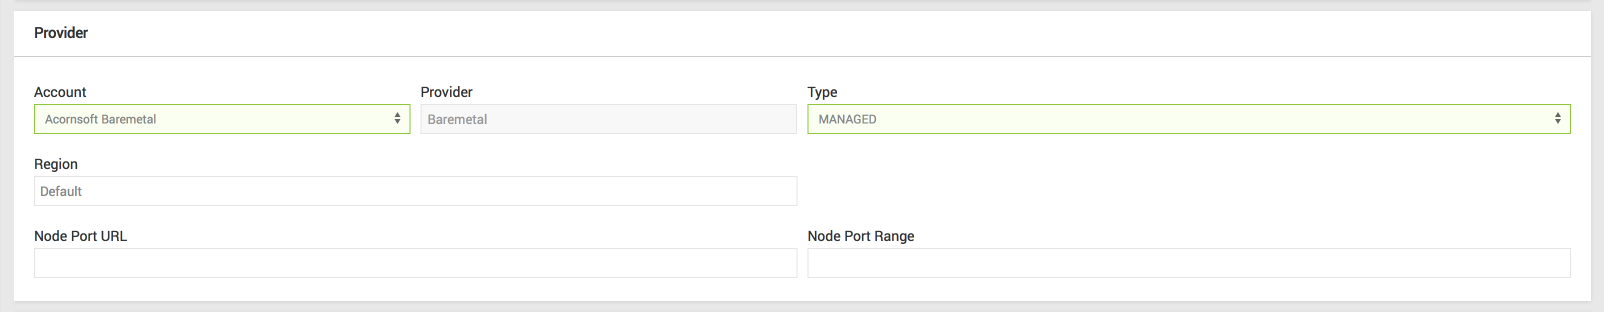 Provider
Account Provider Type
Acornsoft Baremetal Baremetal MANAGED
Region
Default
Node Port URL Node Port Range